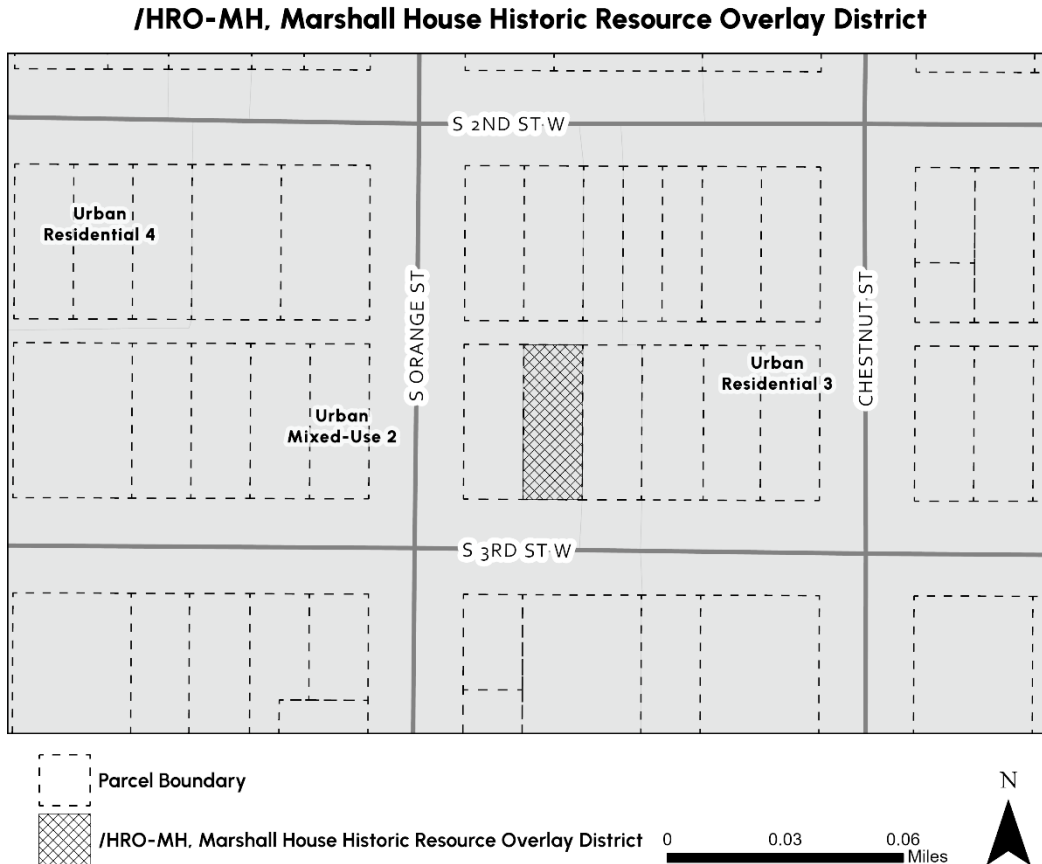 /HRO-MH, Marshall House Historic Resource Overlay District
S 2ND ST W
Urban
Residential 4
S ORANGE ST
CHESTNUT ST
Urban
Residential 3
Urban
Mixed-Use 2
S 3RD ST W
Parcel Boundary
N
/HRO-MH, Marshall House Historic Resource Overlay District
0 0.03 0.06
Miles